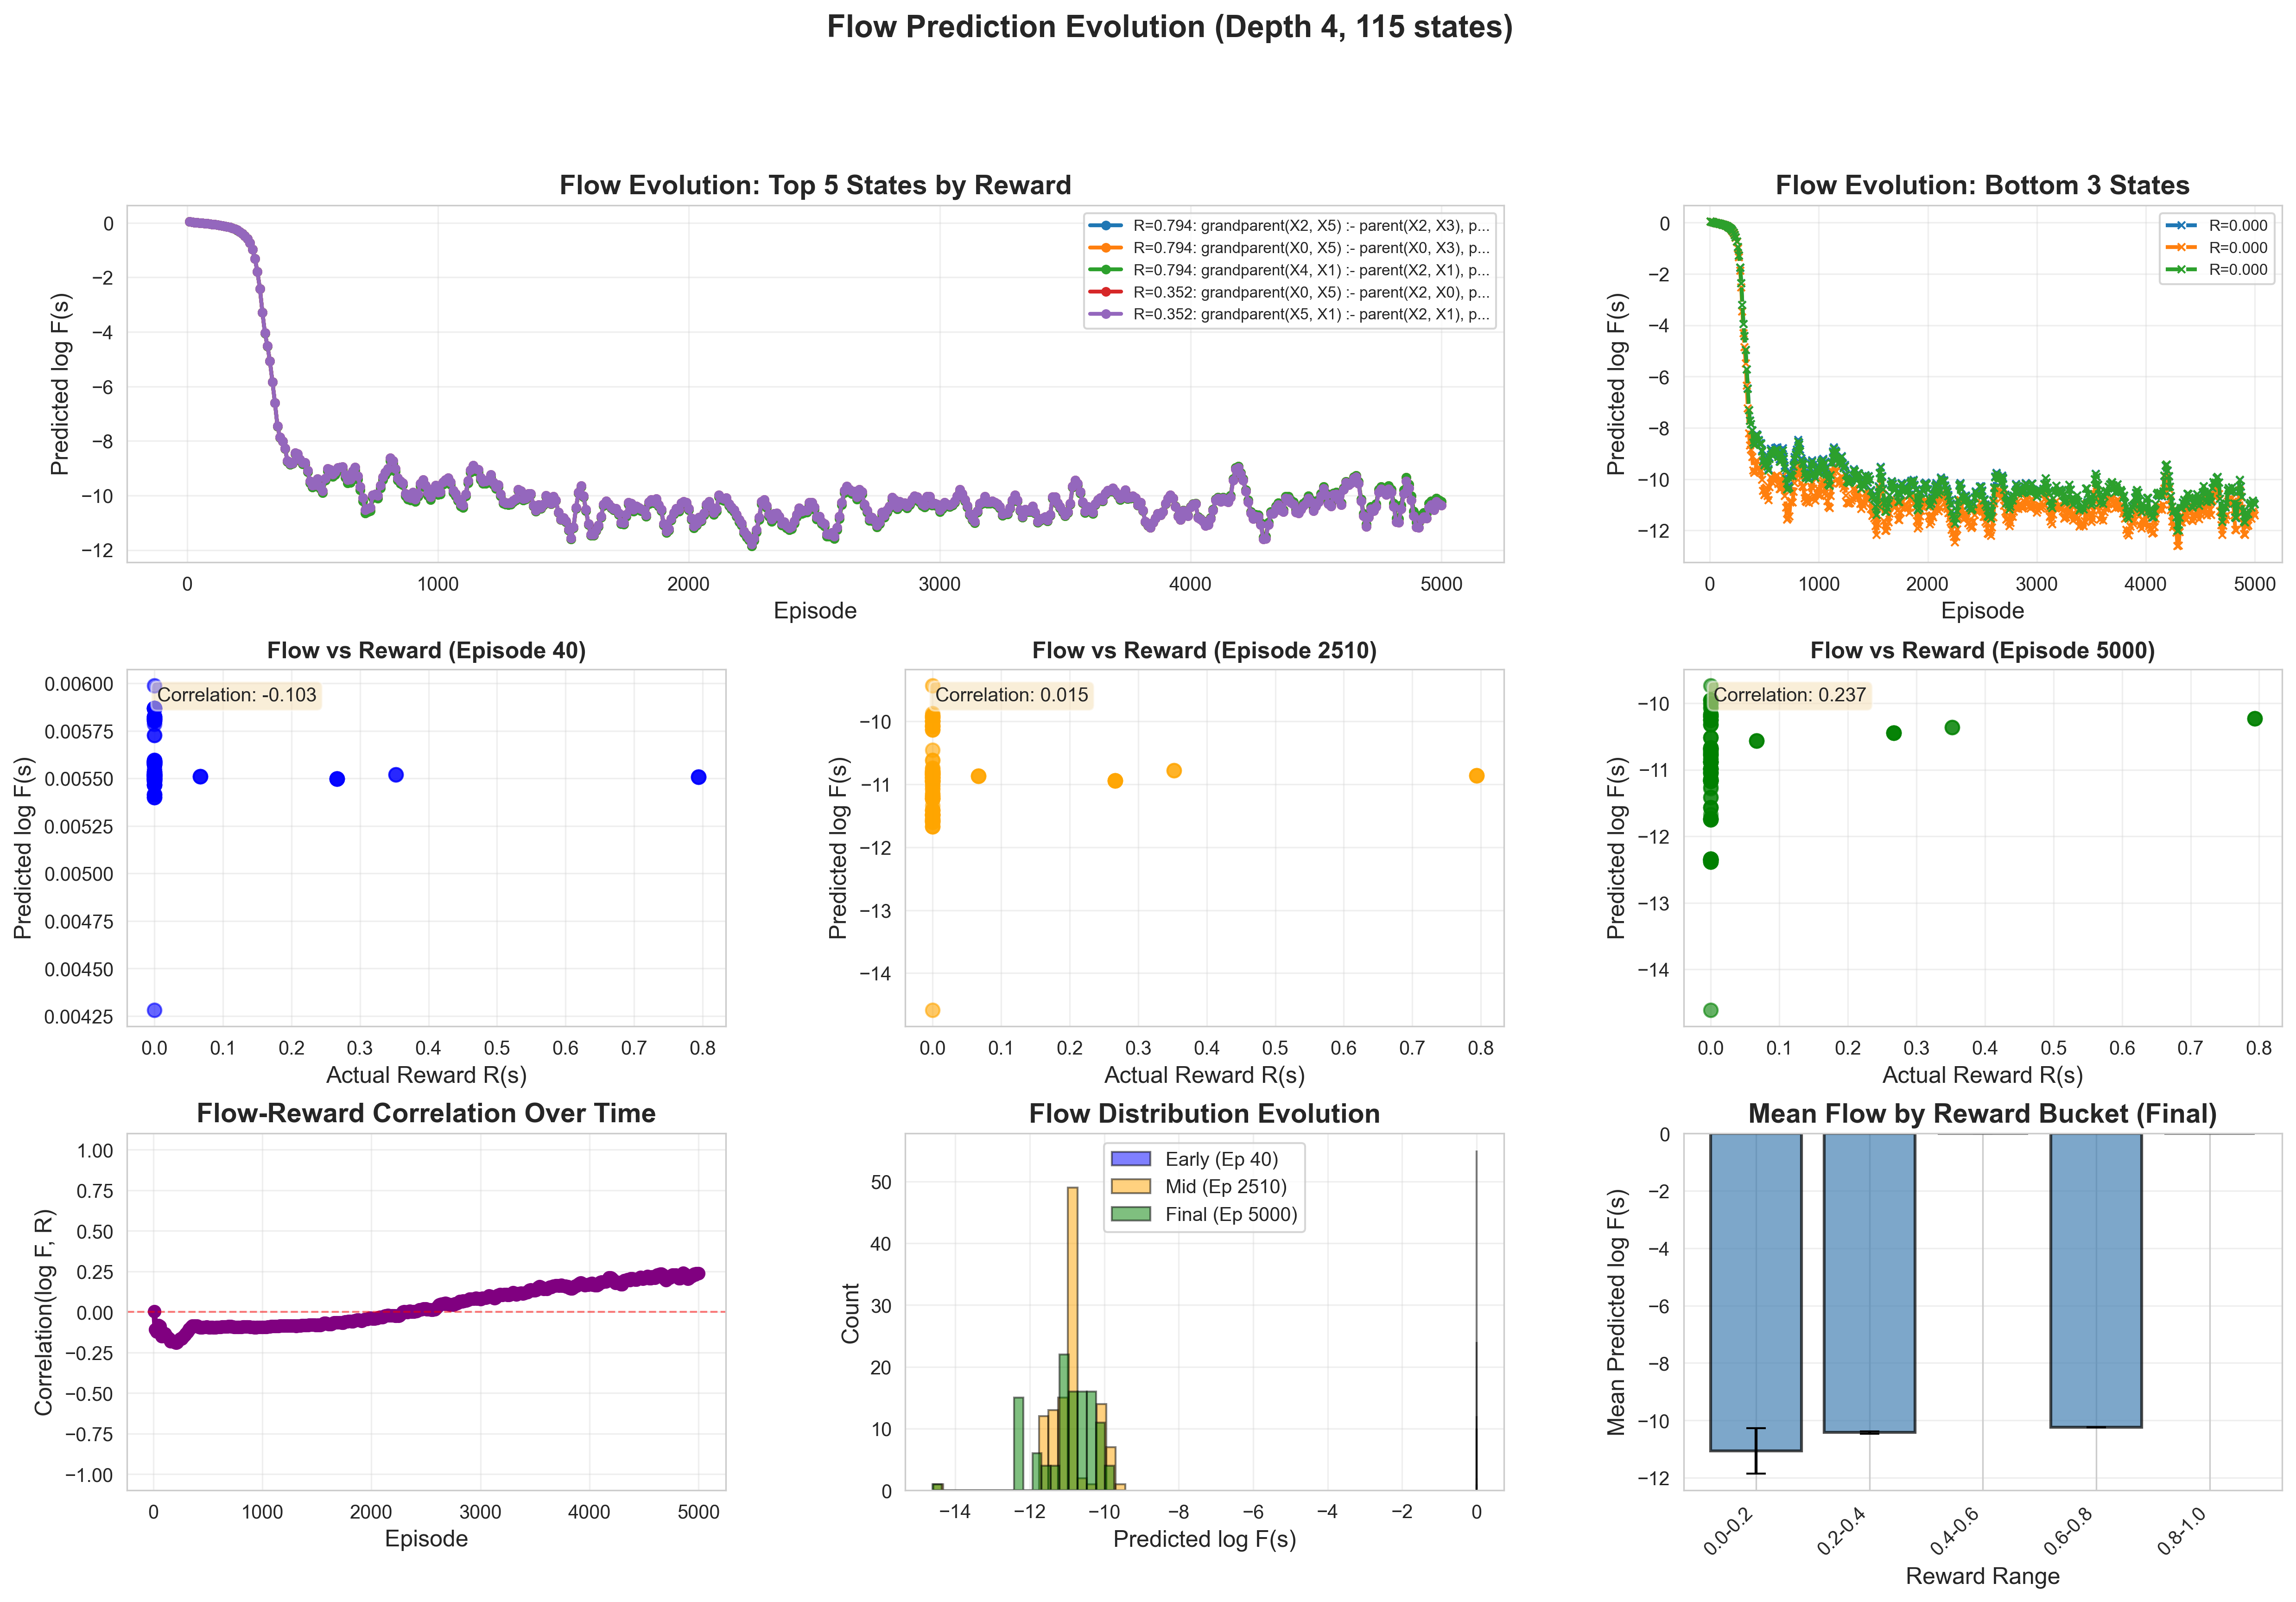 Flow Prediction Evolution (Depth 4, 115 states)
Flow Evolution: Top 5 States by Reward
Predicted log F(s)
0
−2
−4
−6
−8
−10
−12
R=0.794: grandparent(X2, X5) :- parent(X2, X3), p...
R=0.794: grandparent(X0, X5) :- parent(X0, X3), p...
R=0.794: grandparent(X4, X1) :- parent(X2, X1), p...
R=0.352: grandparent(X0, X5) :- parent(X2, X0), p...
R=0.352: grandparent(X5, X1) :- parent(X2, X1), p...
0 1000 2000 3000 4000 5000
Episode
Flow Evolution: Bottom 3 States
Predicted log F(s)
0
−2
−4
−6
−8
−10
−12
R=0.000
R=0.000
R=0.000
0 1000 2000 3000 4000 5000
Episode
Flow vs Reward (Episode 40)
Predicted log F(s)
0.00600
0.00575
0.00550
0.00525
0.00500
0.00475
0.00450
0.00425
Correlation: -0.103
0.0 0.1 0.2 0.3 0.4 0.5 0.6 0.7 0.8
Actual Reward R(s)
Flow vs Reward (Episode 2510)
Predicted log F(s)
−10
−11
−12
−13
−14
Correlation: 0.015
0.0 0.1 0.2 0.3 0.4 0.5 0.6 0.7 0.8
Actual Reward R(s)
Flow vs Reward (Episode 5000)
Predicted log F(s)
−10
−11
−12
−13
−14
Correlation: 0.237
0.0 0.1 0.2 0.3 0.4 0.5 0.6 0.7 0.8
Actual Reward R(s)
Flow-Reward Correlation Over Time
Correlation(log F, R)
1.00
0.75
0.50
0.25
0.00
−0.25
−0.50
−0.75
−1.00
0 1000 2000 3000 4000 5000
Episode
Flow Distribution Evolution
Count
50
40
30
20
10
0
Early (Ep 40)
Mid (Ep 2510)
Final (Ep 5000)
−14 −12 −10 −8 −6 −4 −2 0
Predicted log F(s)
Mean Flow by Reward Bucket (Final)
Mean Predicted log F(s)
0
−2
−4
−6
−8
−10
−12
0.0-0.2 0.2-0.4 0.4-0.6 0.6-0.8 0.8-1.0
Reward Range